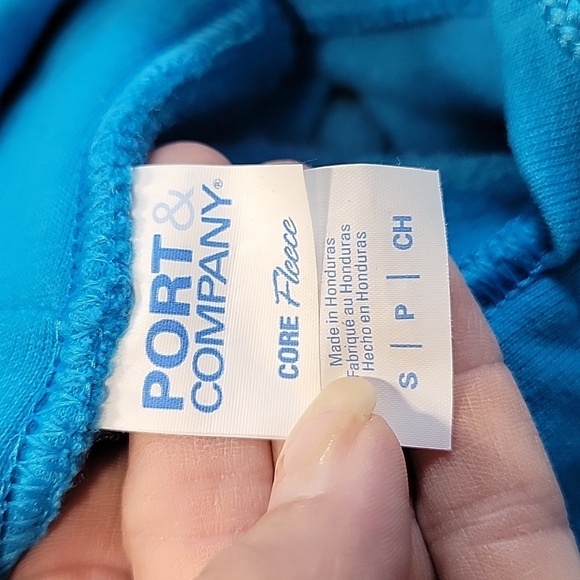 PORT &
COMPANY®
CORE Fleece
Made in Honduras
Fabriqué au Honduras
Hecho en Honduras
S | P | CH